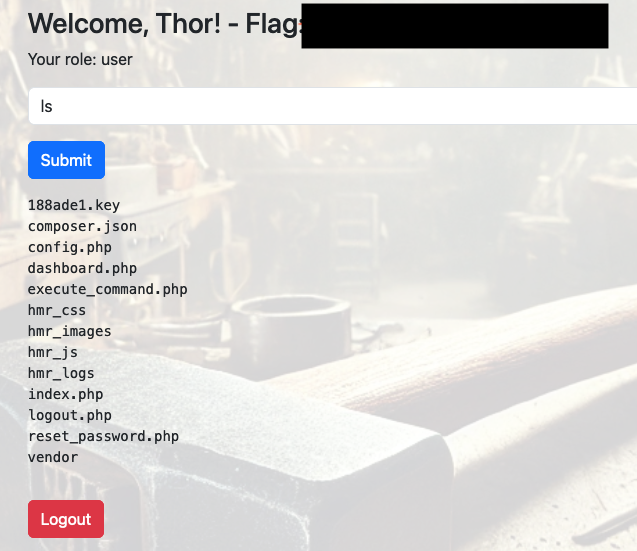 Welcome, Thor! - Flag:
Your role: user
ls
Submit
188ade1.key
composer.json
config.php
dashboard.php
execute_command.php
hmr_css
hmr_images
hmr_js
hmr_logs
index.php
logout.php
reset_password.php
vendor
Logout